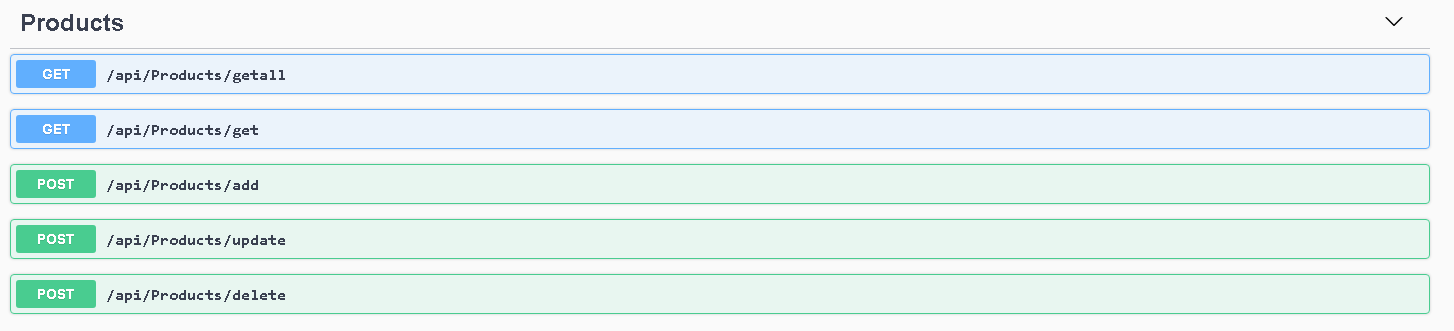 Products
GET /api/Products/getall
GET /api/Products/get
POST /api/Products/add
POST /api/Products/update
POST /api/Products/delete